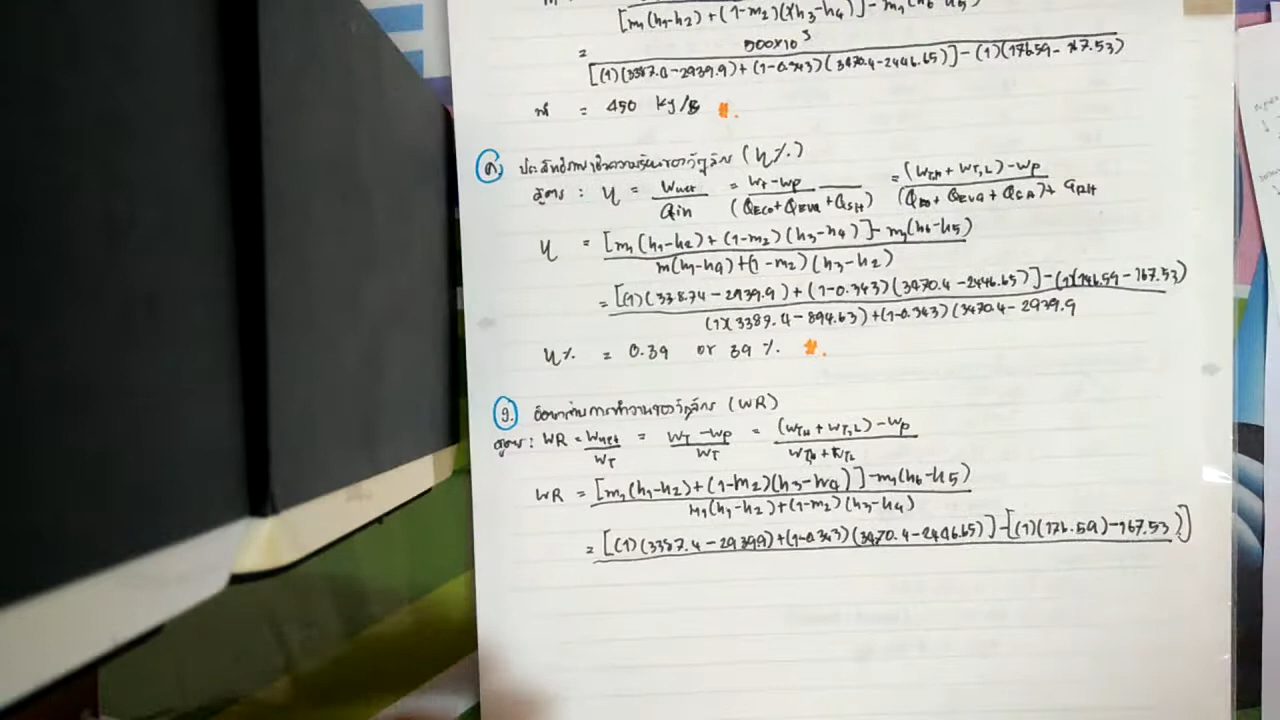 [m₁(h₁-h₂) + (1-m₂)(h₃-h₄)] - m₁(h₆-h₅)
= 500×10³
[(1)(3387.4-2939.9) + (1-0.343)(3470.4-2446.65)] - (1)(176.59-167.53)
ṁ = 450 kg/s #.
ค. ประสิทธิภาพเชิงความร้อนของวัฏจักร (η%)
สูตร : η = Wnet = WT-WP = (WTH + WT,L) - WP
Qin (QECO + QEVA + QSH) (QECO + QEVA + QSH) + QRH
η = [m₁(h₁-h₂) + (1-m₂)(h₃-h₄)] - m₁(h₆-h₅)
m(h₁-h9) + (1-m₂)(h₃-h₂)
= [(1)(3387.4 - 2939.9) + (1-0.343)(3470.4-2446.65)] - (1)(176.59-167.53)
(1)(3387.4-894.63) + (1-0.343)(3470.4-2939.9
η% = 0.39 or 39 %. #.
ง. อัตราส่วนการทำงานของวัฏจักร (WR)
สูตร : WR = Wnet = WT - WP = (WTH + WT,L) - WP
WT WT WTH + WTL
WR = [m₁(h₁-h₂) + (1-m₂)(h₃-h₄)] - m₁(h₆-h₅)
m₁(h₁-h₂) + (1-m₂)(h₃-h₄)
= [(1)(3387.4-2939.9) + (1-0.343)(3470.4-2446.65)] - [(1)(176.59)-167.53)]